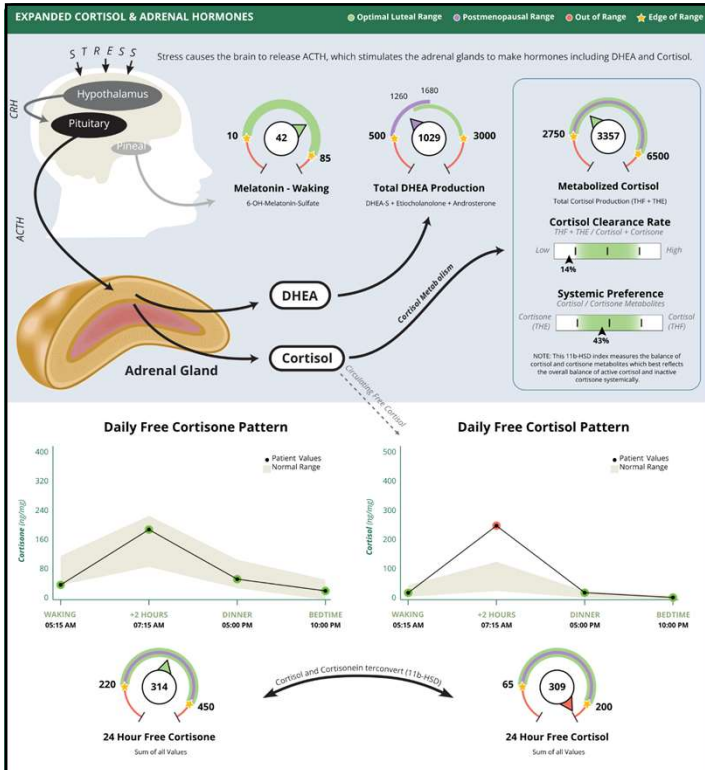 EXPANDED CORTISOL & ADRENAL HORMONES
Optimal Luteal Range
Postmenopausal Range
Out of Range
Edge of Range
Stress causes the brain to release ACTH, which stimulates the adrenal glands to make hormones including DHEA and Cortisol.
STRESS
Hypothalamus
CRH
Pituitary
Pineal
ACTH
10
42
85
Melatonin - Waking
6-OH-Melatonin-Sulfate
1260
1680
500
1029
3000
Total DHEA Production
DHEA-S + Etiocholanolone + Androsterone
2750
3357
6500
Metabolized Cortisol
Total Cortisol Production (THF + THE)
Cortisol Clearance Rate
THF + THE / Cortisol + Cortisone
Low
High
14%
Systemic Preference
Cortisol / Cortisone Metabolites
Cortisone
(THE)
Cortisol
(THF)
43%
NOTE: This 11b-HSD index measures the balance of
cortisol and cortisone metabolites which best reflects
the overall balance of active cortisol and inactive
cortisone systemically.
DHEA
Cortisol
Cortisol Metabolism
Adrenal Gland
Circulating Free Cortisol
Daily Free Cortisone Pattern
400
320
240
160
80
0
Cortisone (ng/mg)
Patient Values
Normal Range
WAKING
05:15 AM
+2 HOURS
07:15 AM
DINNER
05:00 PM
BEDTIME
10:00 PM
Daily Free Cortisol Pattern
500
400
300
200
100
0
Cortisol (ng/mg)
Patient Values
Normal Range
WAKING
05:15 AM
+2 HOURS
07:15 AM
DINNER
05:00 PM
BEDTIME
10:00 PM
220
314
450
24 Hour Free Cortisone
Sum of all Values
Cortisol and Cortisonein terconvert (11b-HSD)
65
309
200
24 Hour Free Cortisol
Sum of all Values